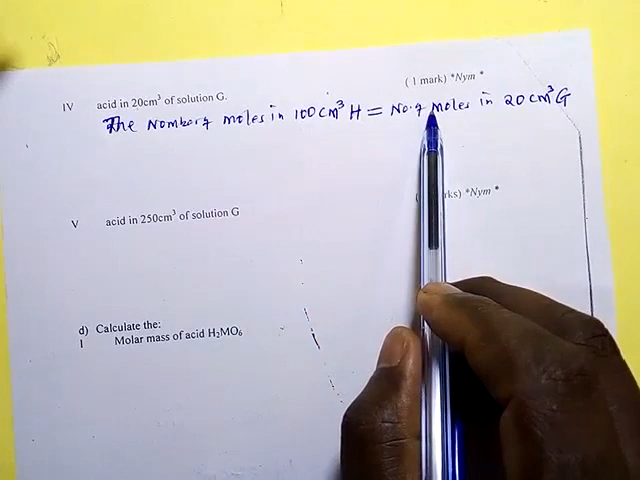 (1 mark) *Nym *
IV acid in 20cm³ of solution G.
The Nomber of moles in 100cm³ H = No. of moles in 20cm³ G
rks) *Nym *
V acid in 250cm³ of solution G
d) Calculate the:
I Molar mass of acid H₂MO₆